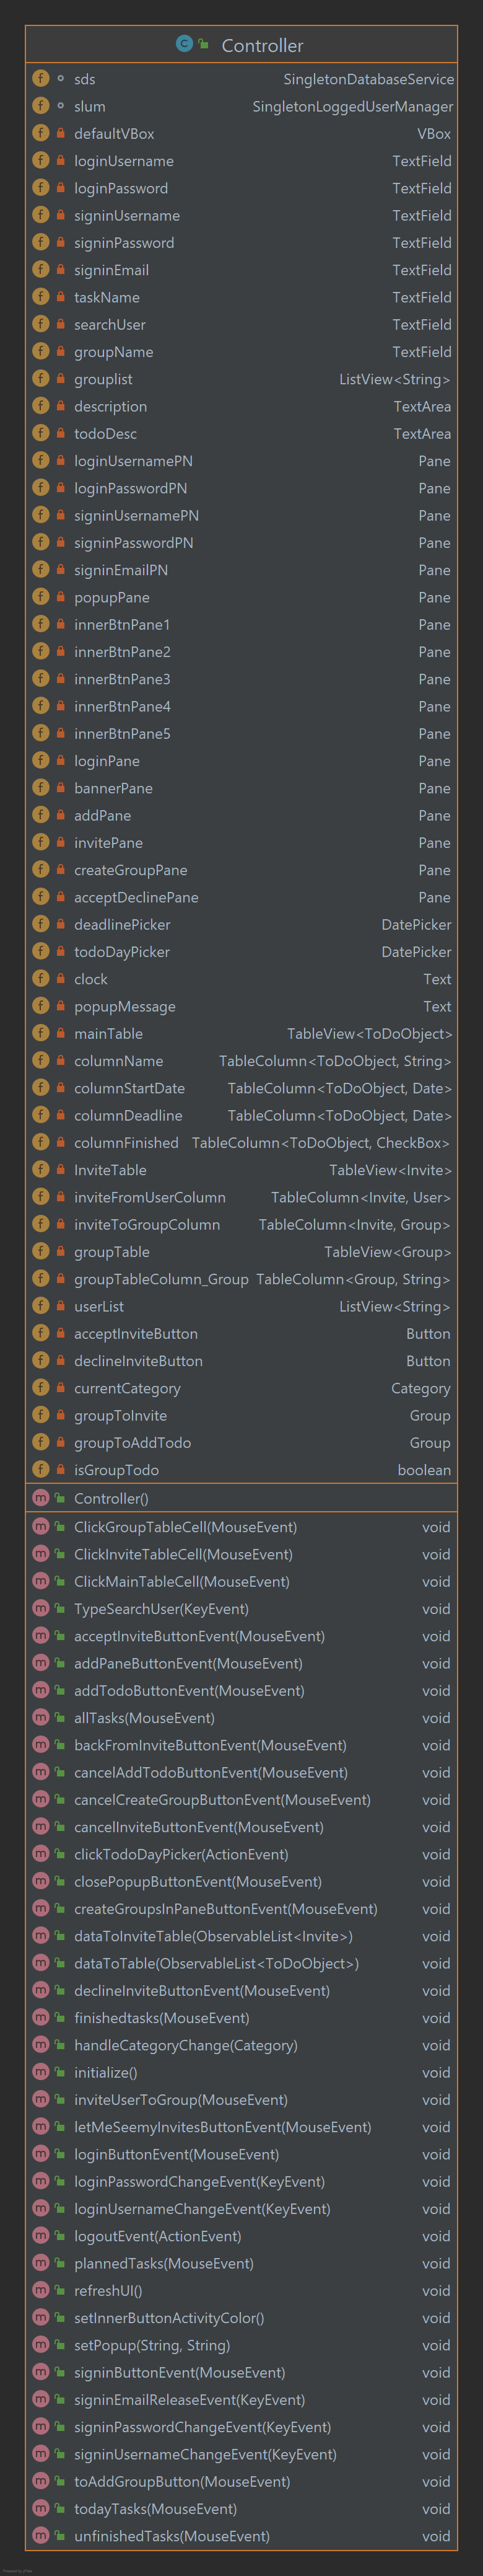 Controller
sds SingletonDatabaseService
slum SingletonLoggedUserManager
defaultVBox VBox
loginUsername TextField
loginPassword TextField
signinUsername TextField
signinPassword TextField
signinEmail TextField
taskName TextField
searchUser TextField
groupName TextField
grouplist ListView<String>
description TextArea
todoDesc TextArea
loginUsernamePN Pane
loginPasswordPN Pane
signinUsernamePN Pane
signinPasswordPN Pane
signinEmailPN Pane
popupPane Pane
innerBtnPane1 Pane
innerBtnPane2 Pane
innerBtnPane3 Pane
innerBtnPane4 Pane
innerBtnPane5 Pane
loginPane Pane
bannerPane Pane
addPane Pane
invitePane Pane
createGroupPane Pane
acceptDeclinePane Pane
deadlinePicker DatePicker
todoDayPicker DatePicker
clock Text
popupMessage Text
mainTable TableView<ToDoObject>
columnName TableColumn<ToDoObject, String>
columnStartDate TableColumn<ToDoObject, Date>
columnDeadline TableColumn<ToDoObject, Date>
columnFinished TableColumn<ToDoObject, CheckBox>
InviteTable TableView<Invite>
inviteFromUserColumn TableColumn<Invite, User>
inviteToGroupColumn TableColumn<Invite, Group>
groupTable TableView<Group>
groupTableColumn_Group TableColumn<Group, String>
userList ListView<String>
acceptInviteButton Button
declineInviteButton Button
currentCategory Category
groupToInvite Group
groupToAddTodo Group
isGroupTodo boolean
Controller()
ClickGroupTableCell(MouseEvent) void
ClickInviteTableCell(MouseEvent) void
ClickMainTableCell(MouseEvent) void
TypeSearchUser(KeyEvent) void
acceptInviteButtonEvent(MouseEvent) void
addPaneButtonEvent(MouseEvent) void
addTodoButtonEvent(MouseEvent) void
allTasks(MouseEvent) void
backFromInviteButtonEvent(MouseEvent) void
cancelAddTodoButtonEvent(MouseEvent) void
cancelCreateGroupButtonEvent(MouseEvent) void
cancelInviteButtonEvent(MouseEvent) void
clickTodoDayPicker(ActionEvent) void
closePopupButtonEvent(MouseEvent) void
createGroupsInPaneButtonEvent(MouseEvent) void
dataToInviteTable(ObservableList<Invite>) void
dataToTable(ObservableList<ToDoObject>) void
declineInviteButtonEvent(MouseEvent) void
finishedtasks(MouseEvent) void
handleCategoryChange(Category) void
initialize() void
inviteUserToGroup(MouseEvent) void
letMeSeemyInvitesButtonEvent(MouseEvent) void
loginButtonEvent(MouseEvent) void
loginPasswordChangeEvent(KeyEvent) void
loginUsernameChangeEvent(KeyEvent) void
logoutEvent(ActionEvent) void
plannedTasks(MouseEvent) void
refreshUI() void
setInnerButtonActivityColor() void
setPopup(String, String) void
signinButtonEvent(MouseEvent) void
signinEmailReleaseEvent(KeyEvent) void
signinPasswordChangeEvent(KeyEvent) void
signinUsernameChangeEvent(KeyEvent) void
toAddGroupButton(MouseEvent) void
todayTasks(MouseEvent) void
unfinishedTasks(MouseEvent) void
Powered by yFiles